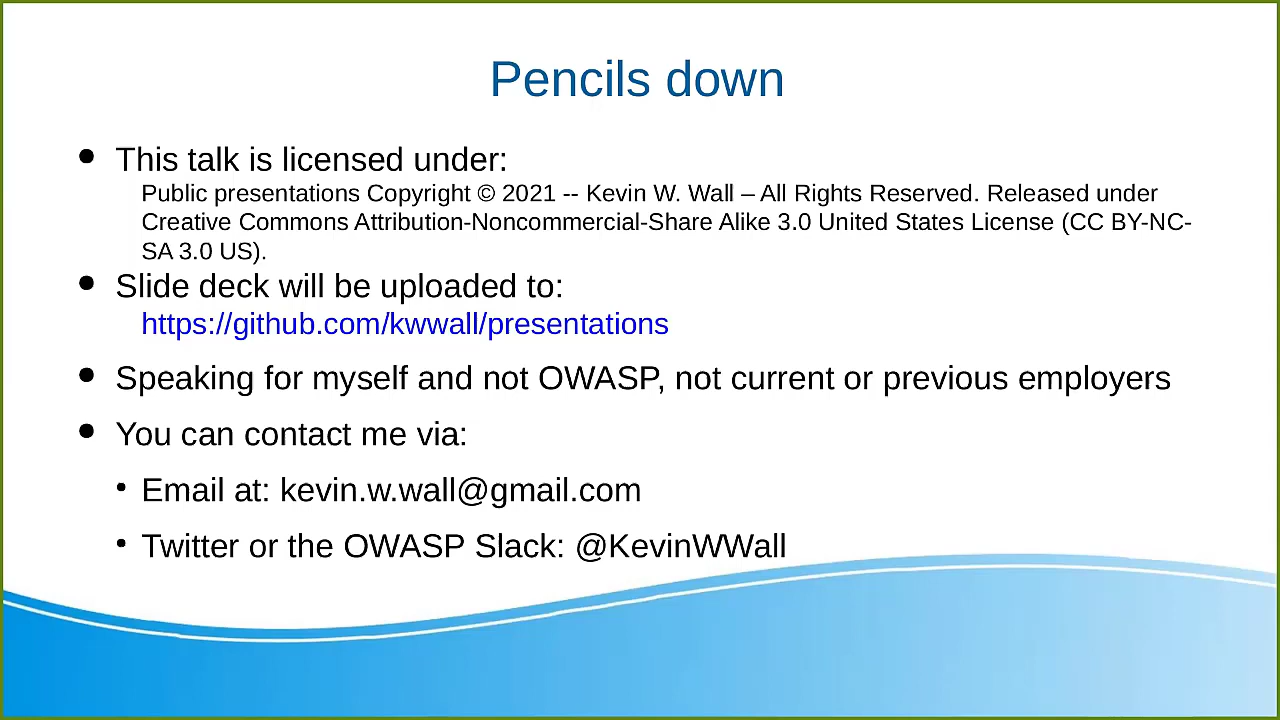 Pencils down
● This talk is licensed under:
Public presentations Copyright © 2021 -- Kevin W. Wall – All Rights Reserved. Released under
Creative Commons Attribution-Noncommercial-Share Alike 3.0 United States License (CC BY-NC-
SA 3.0 US).
● Slide deck will be uploaded to:
https://github.com/kwwall/presentations
● Speaking for myself and not OWASP, not current or previous employers
● You can contact me via:
• Email at: kevin.w.wall@gmail.com
• Twitter or the OWASP Slack: @KevinWWall